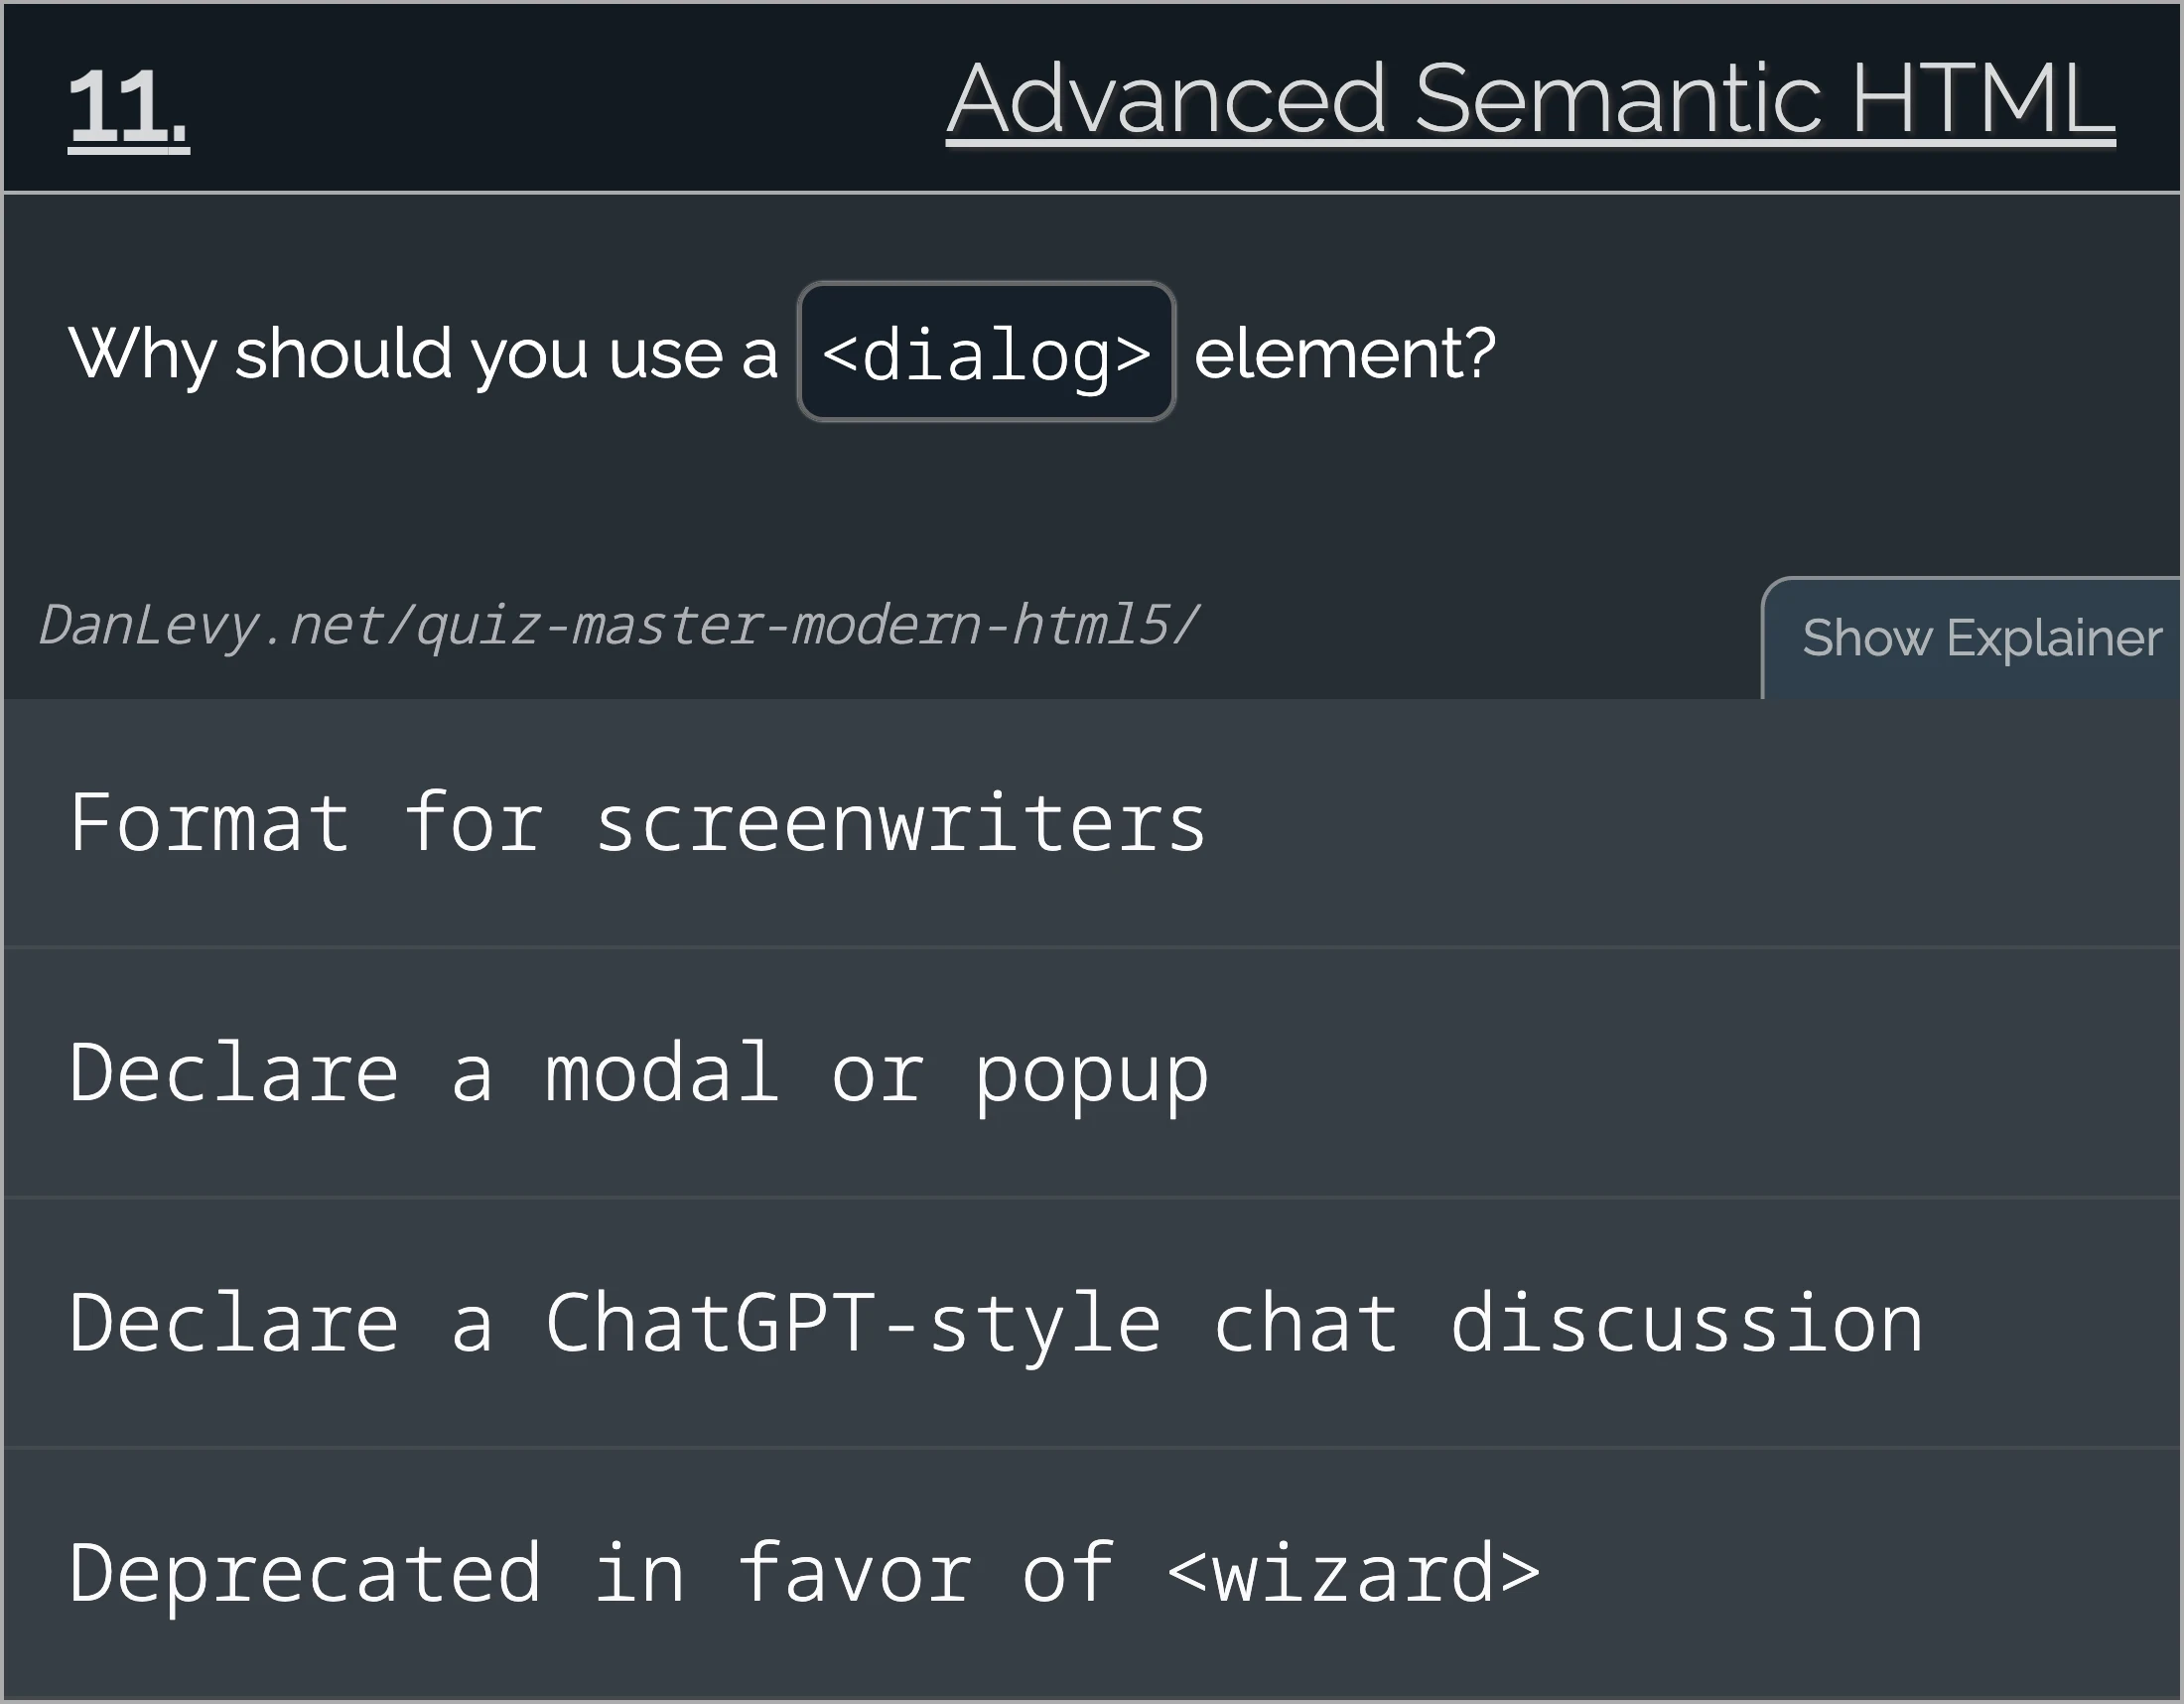 11.
Advanced Semantic HTML
Why should you use a <dialog> element?
DanLevy.net/quiz-master-modern-html5/
Show Explainer
Format for screenwriters
Declare a modal or popup
Declare a ChatGPT-style chat discussion
Deprecated in favor of <wizard>